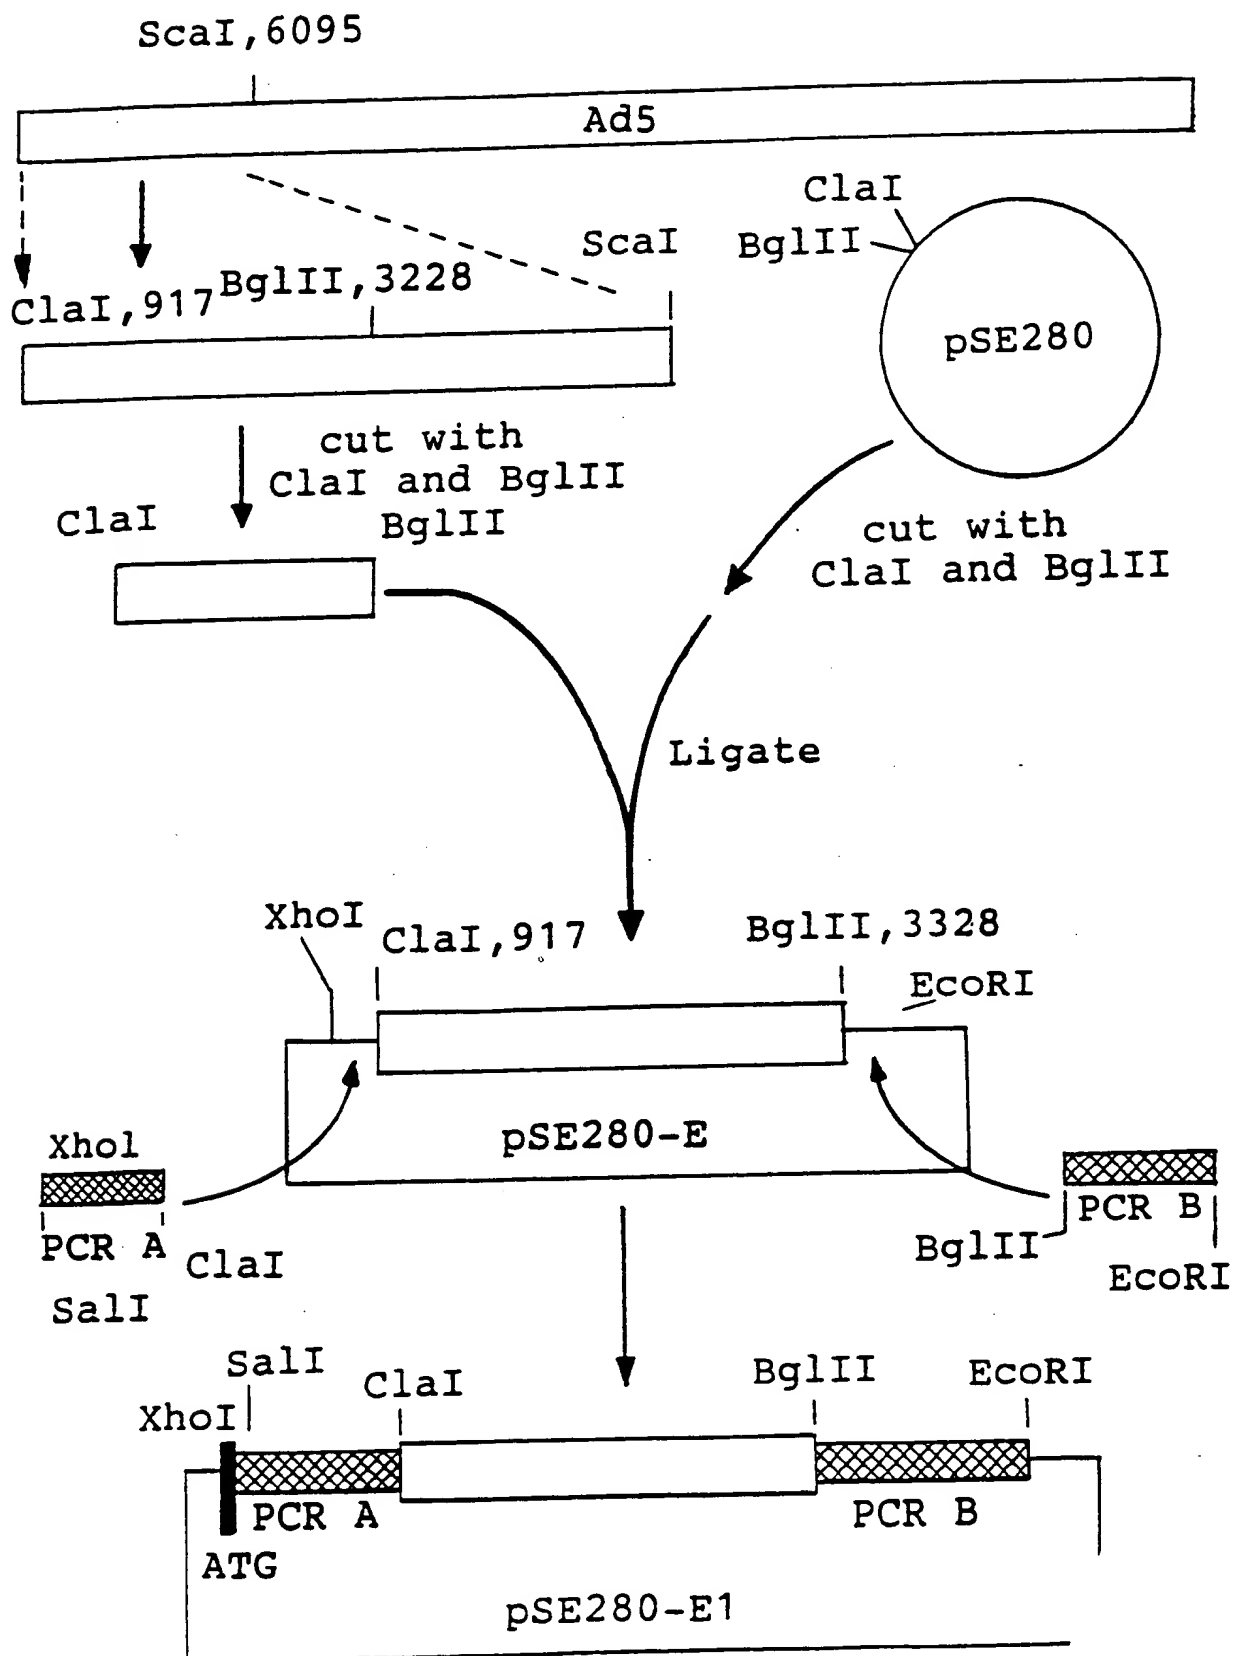 ScaI,6095
Ad5
ClaI
BglII
ScaI
ClaI,917
BglII,3228
pSE280
cut with
ClaI and BglII
ClaI
BglII
cut with
ClaI and BglII
Ligate
XhoI
ClaI,917
BglII,3328
EcoRI
pSE280-E
Xhol
PCR A
ClaI
SalI
PCR B
BglII
EcoRI
SalI
ClaI
BglII
EcoRI
XhoI
PCR A
PCR B
ATG
pSE280-E1